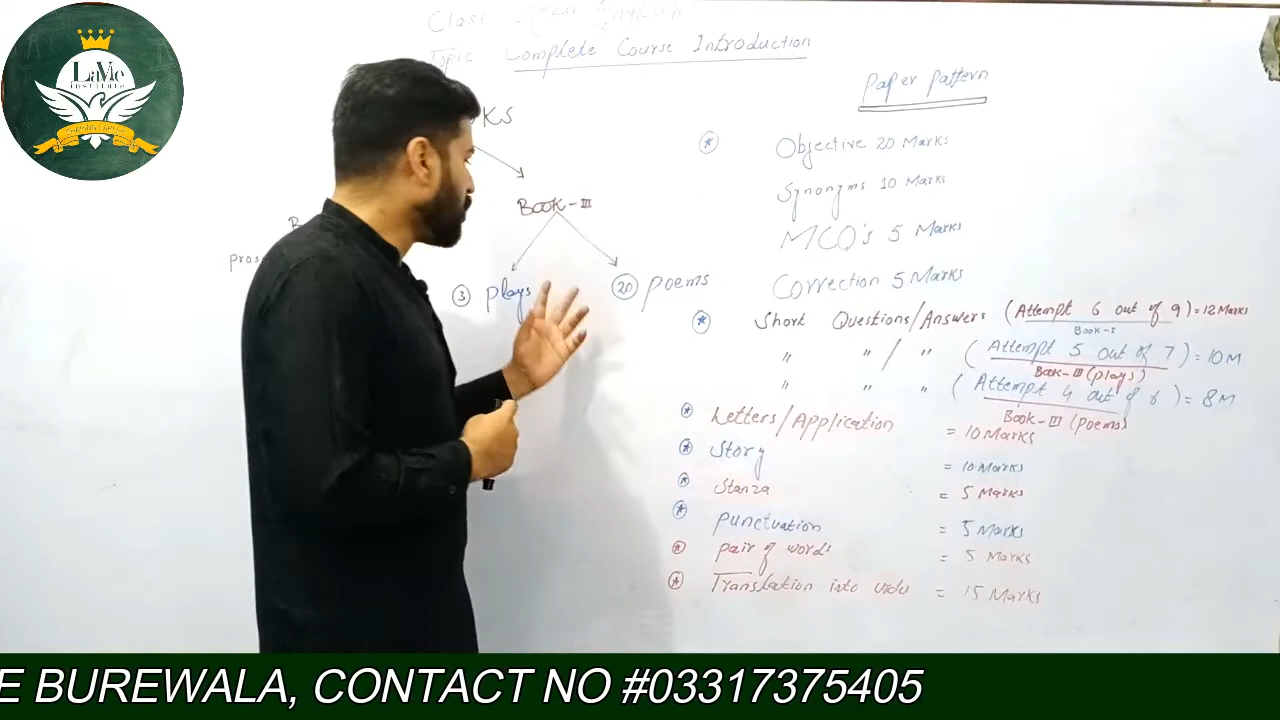 Class
Topic Complete Course Introduction
LaVie
institute
KS
Book-III
pros
③ plays
⑳ poems
Paper Pattern
Objective 20 Marks
Synonyms 10 Marks
MCQ's 5 Marks
Correction 5 Marks
Short Questions/Answers (Attempt 6 out of 9) = 12 Marks
Book-I
" " / " (Attempt 5 out of 7) = 10 M
Book-III (plays)
" " " (Attempt 4 out of 6) = 8 M
Book-III (poems)
Letters/Application = 10 Marks
Story = 10 Marks
Stanza = 5 Marks
Punctuation = 5 Marks
pair of words = 5 Marks
Translation into urdu = 15 Marks
E BUREWALA, CONTACT NO #03317375405